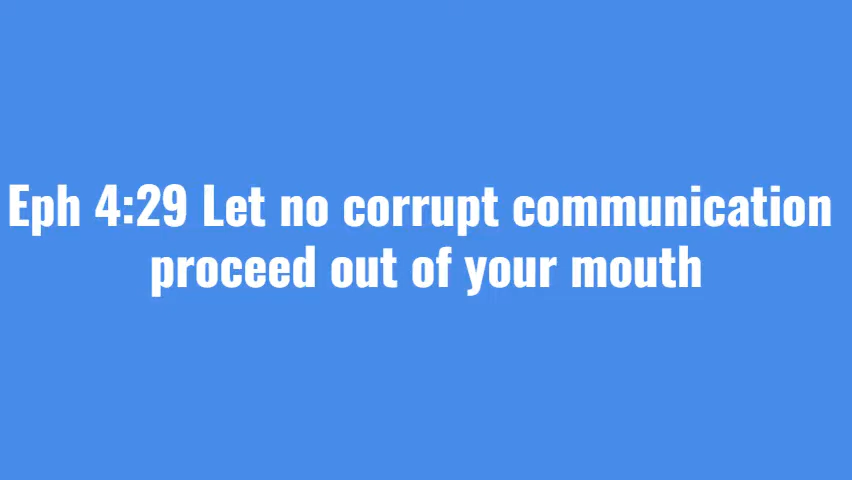 Eph 4:29 Let no corrupt communication
proceed out of your mouth